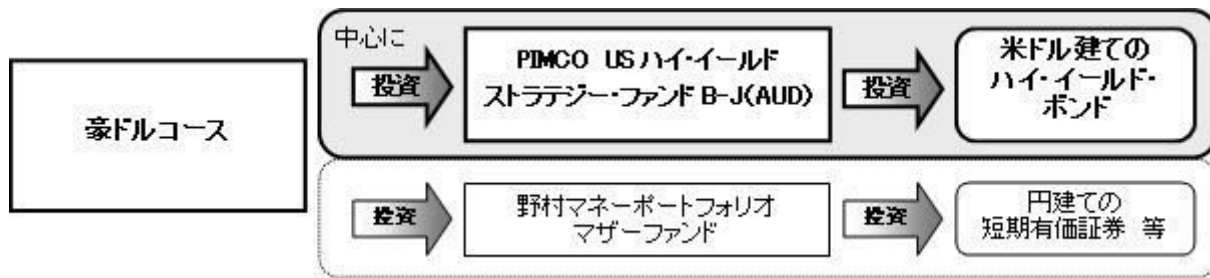 豪ドルコース
中心に
投資
PIMCO USハイ・イールド
ストラテジー・ファンド B-J(AUD)
投資
米ドル建ての
ハイ・イールド・
ボンド
投資
野村マネーポートフォリオ
マザーファンド
投資
円建ての
短期有価証券 等